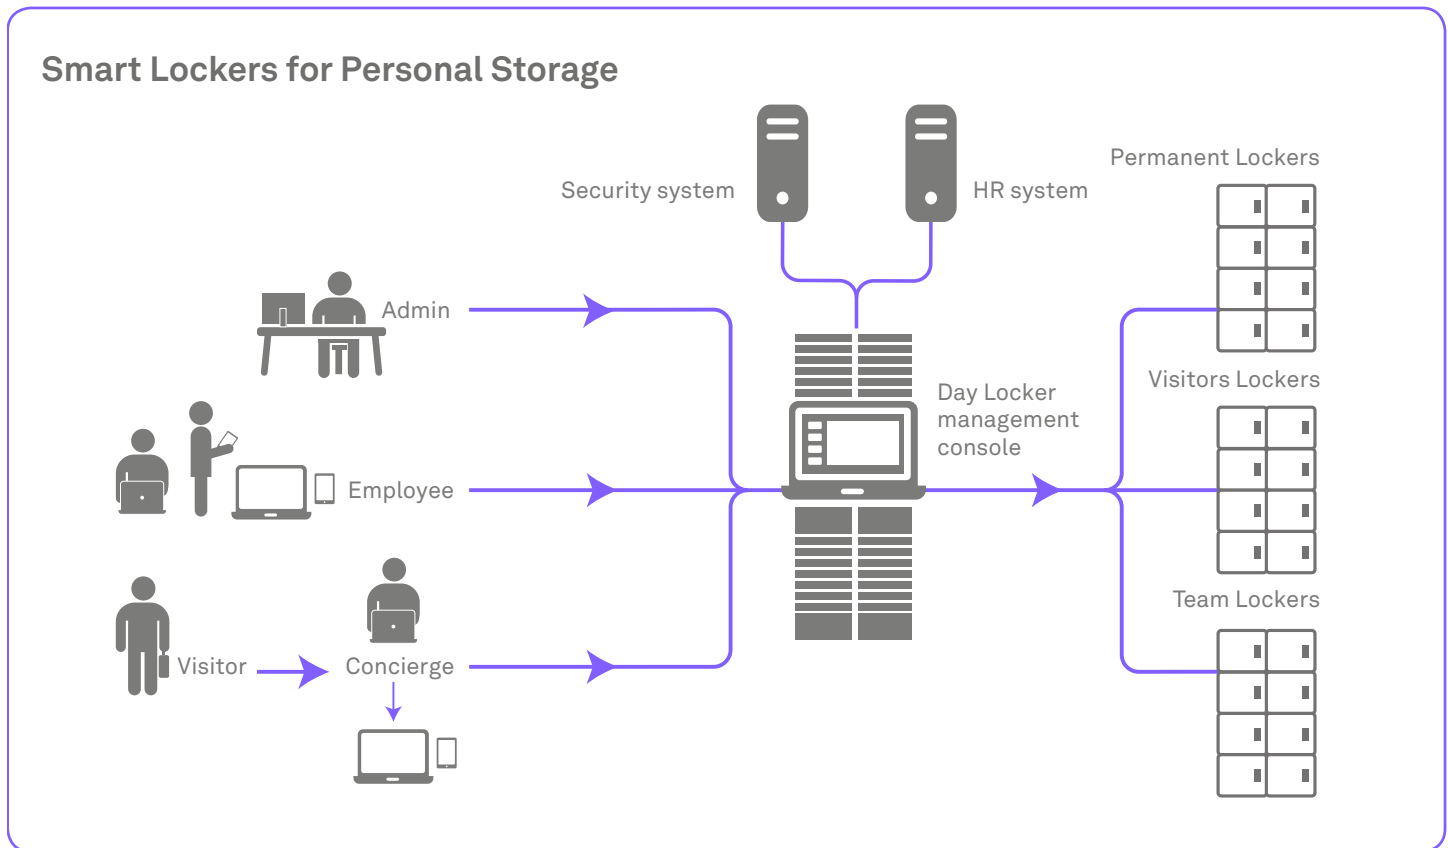 Smart Lockers for Personal Storage
Security system
HR system
Permanent Lockers
Admin
Visitors Lockers
Day Locker
management
console
Employee
Team Lockers
Visitor
Concierge